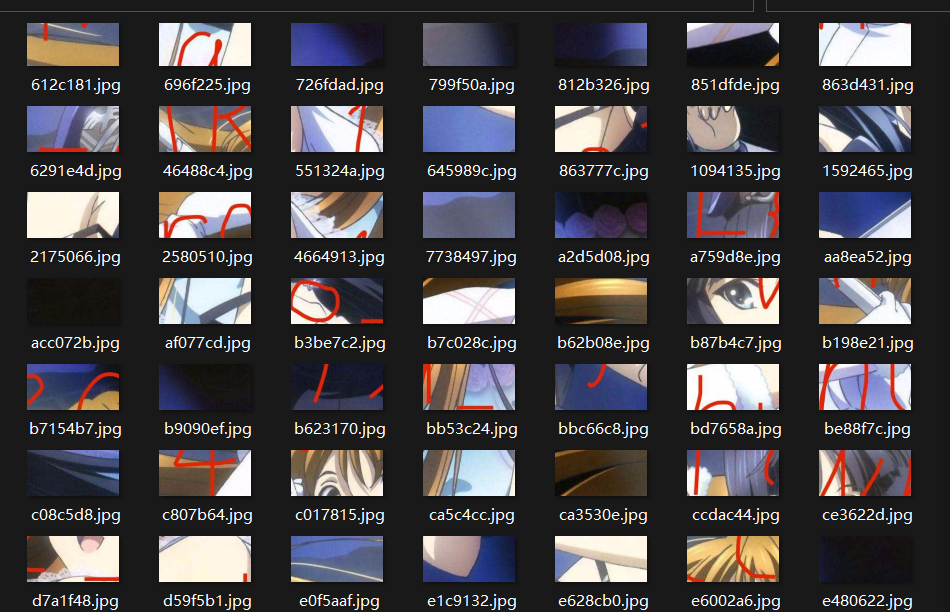 612c181.jpg 696f225.jpg 726fdad.jpg 799f50a.jpg 812b326.jpg 851dfde.jpg 863d431.jpg
6291e4d.jpg 46488c4.jpg 551324a.jpg 645989c.jpg 863777c.jpg 1094135.jpg 1592465.jpg
2175066.jpg 2580510.jpg 4664913.jpg 7738497.jpg a2d5d08.jpg a759d8e.jpg aa8ea52.jpg
acc072b.jpg af077cd.jpg b3be7c2.jpg b7c028c.jpg b62b08e.jpg b87b4c7.jpg b198e21.jpg
b7154b7.jpg b9090ef.jpg b623170.jpg bb53c24.jpg bbc66c8.jpg bd7658a.jpg be88f7c.jpg
c08c5d8.jpg c807b64.jpg c017815.jpg ca5c4cc.jpg ca3530e.jpg ccdac44.jpg ce3622d.jpg
d7a1f48.jpg d59f5b1.jpg e0f5aaf.jpg e1c9132.jpg e628cb0.jpg e6002a6.jpg e480622.jpg